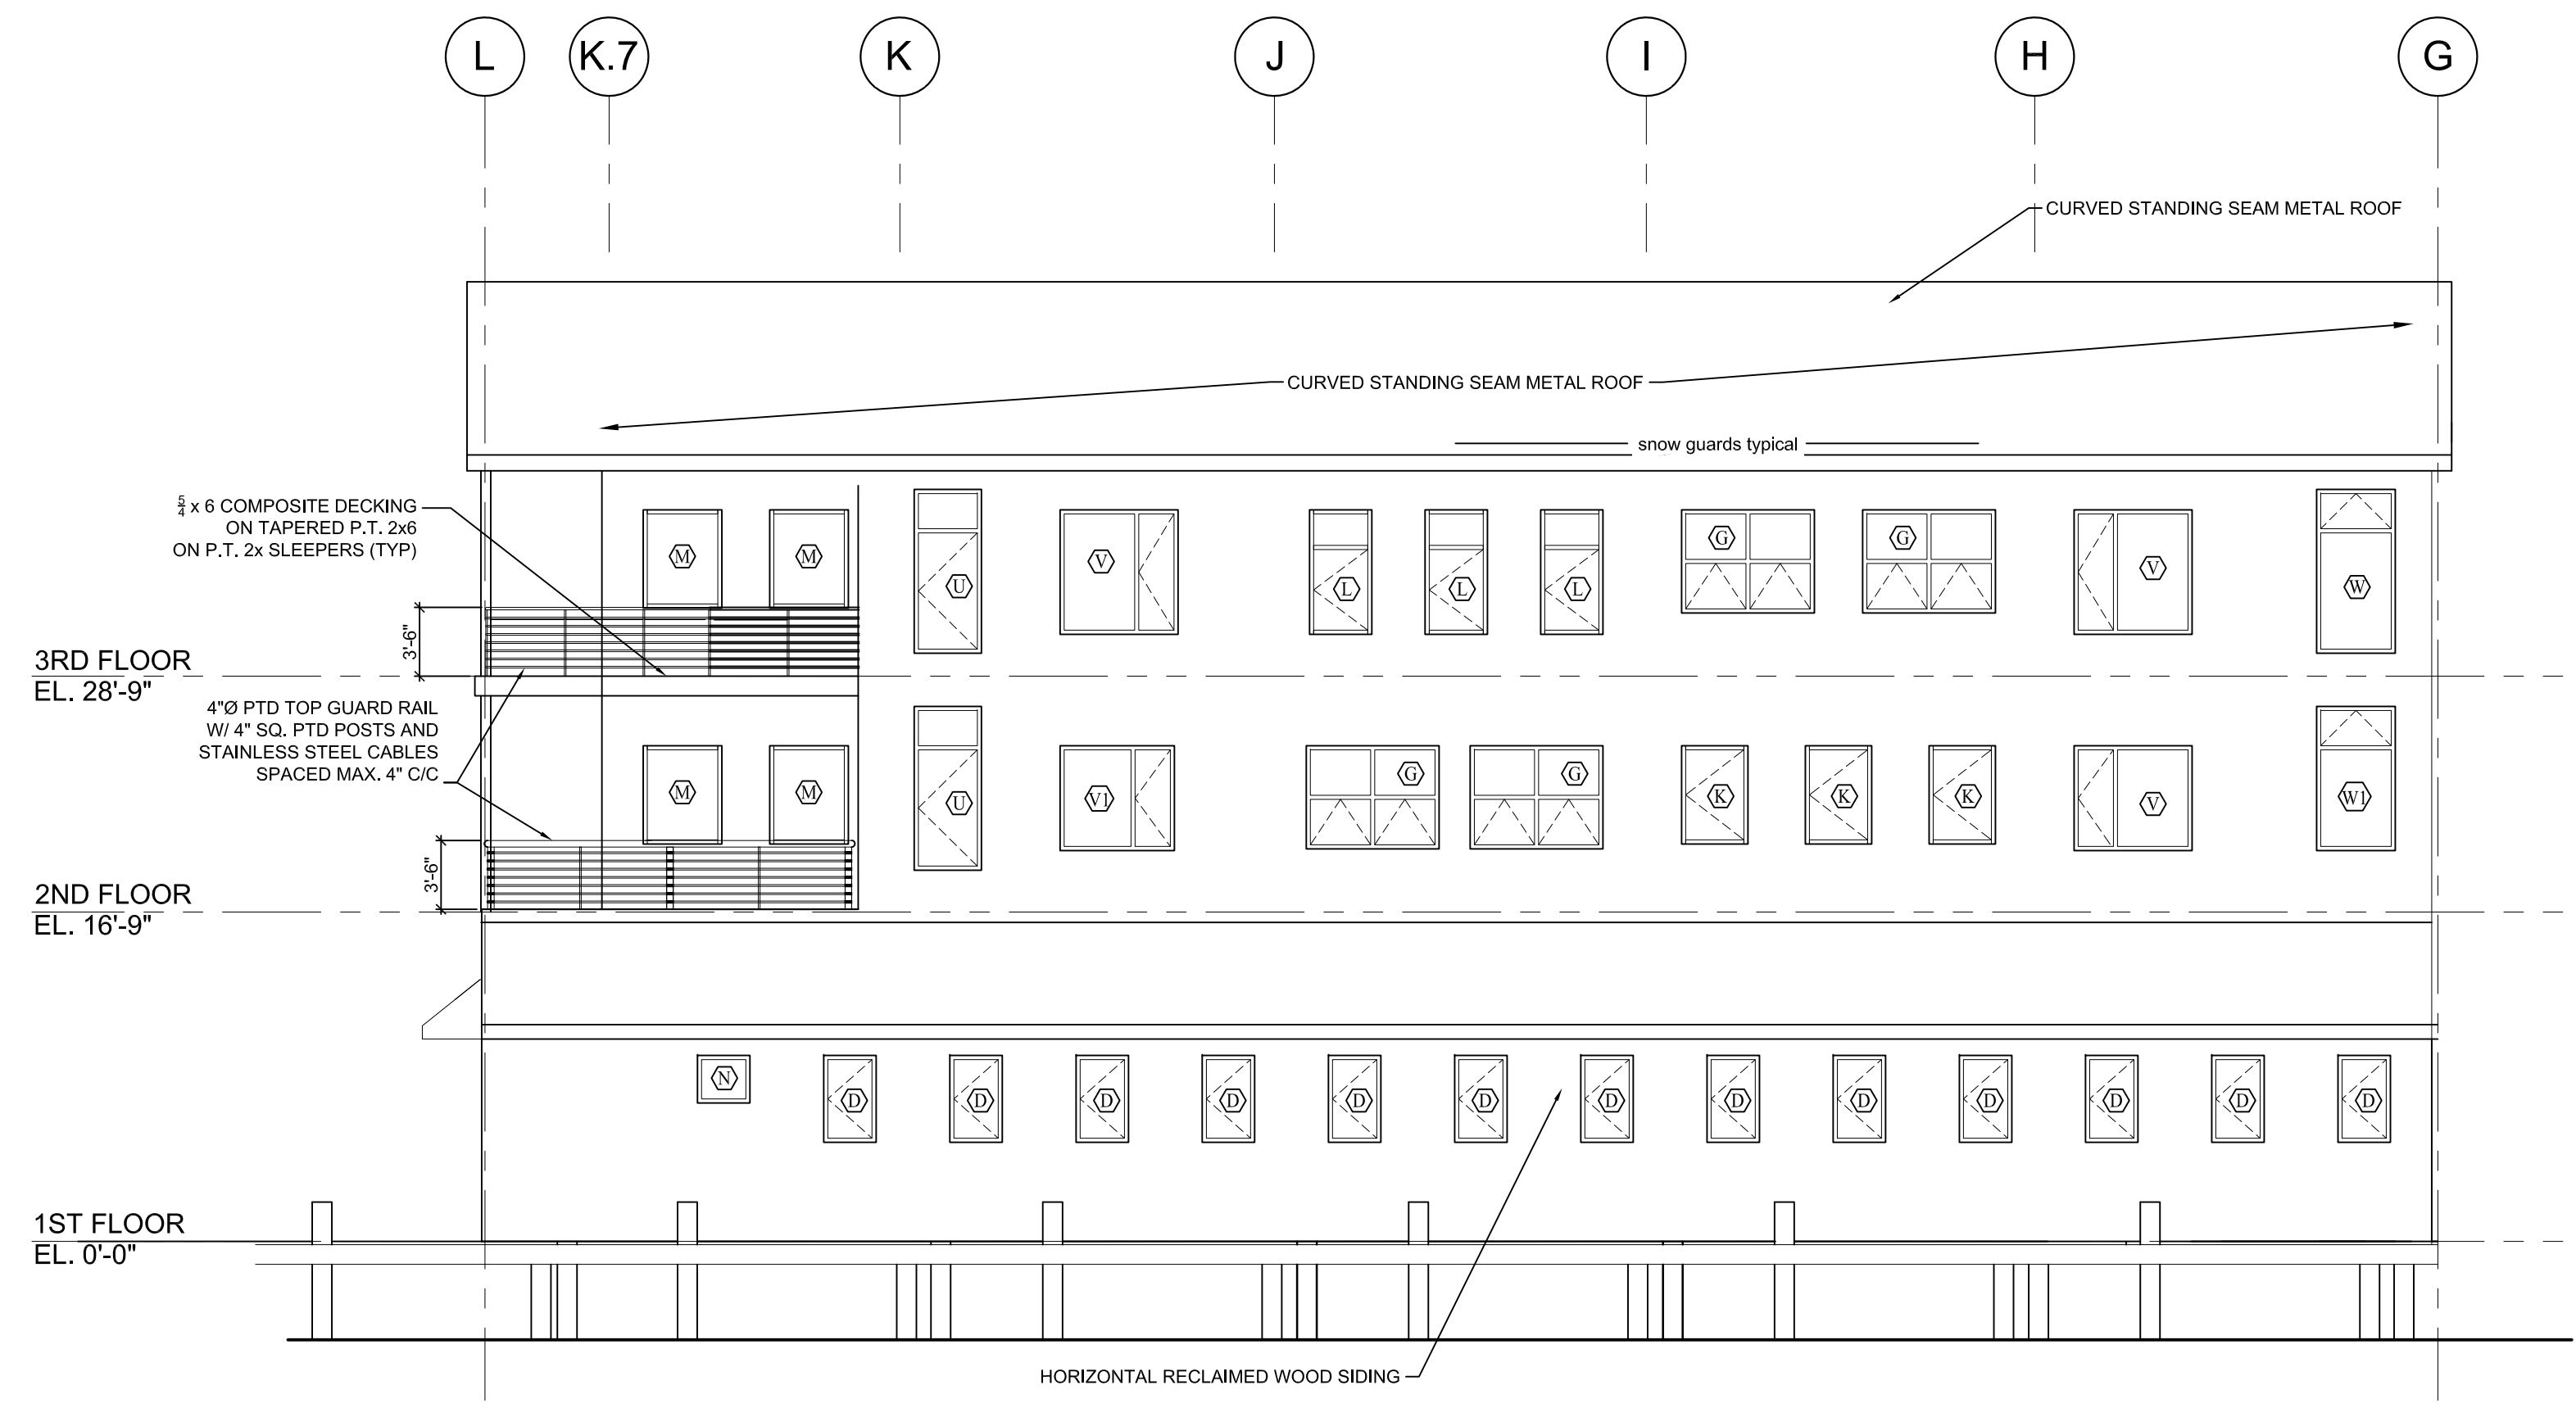 L K.7 K J I H G
CURVED STANDING SEAM METAL ROOF
CURVED STANDING SEAM METAL ROOF
snow guards typical
5/4 x 6 COMPOSITE DECKING
ON TAPERED P.T. 2x6
ON P.T. 2x SLEEPERS (TYP)
M M U V L L L G G V W
3'-6"
3RD FLOOR
EL. 28'-9"
4"Ø PTD TOP GUARD RAIL
W/ 4" SQ. PTD POSTS AND
STAINLESS STEEL CABLES
SPACED MAX. 4" C/C
M M U V1 G G K K K V W1
3'-6"
2ND FLOOR
EL. 16'-9"
N D D D D D D D D D D D D D
1ST FLOOR
EL. 0'-0"
HORIZONTAL RECLAIMED WOOD SIDING